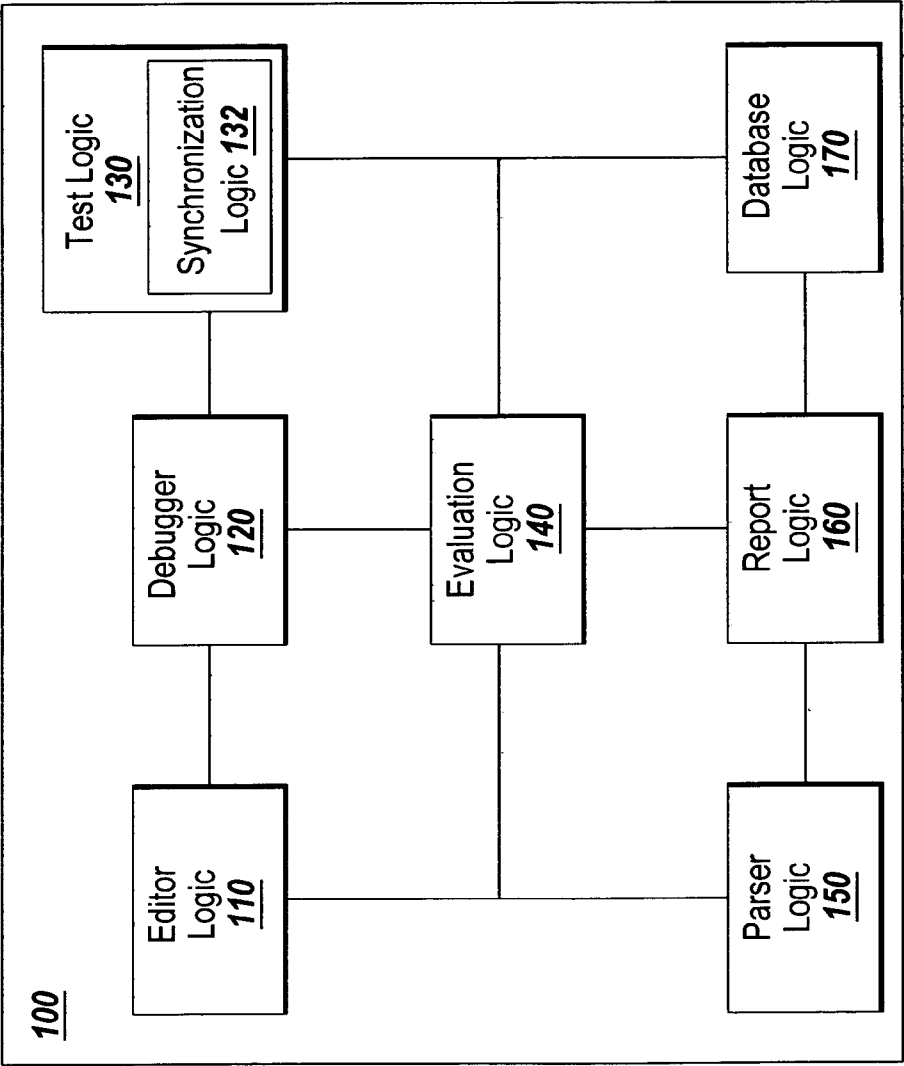 100
Editor
Logic
110
Debugger
Logic
120
Test Logic
130
Synchronization
Logic 132
Evaluation
Logic
140
Parser
Logic
150
Report
Logic
160
Database
Logic
170